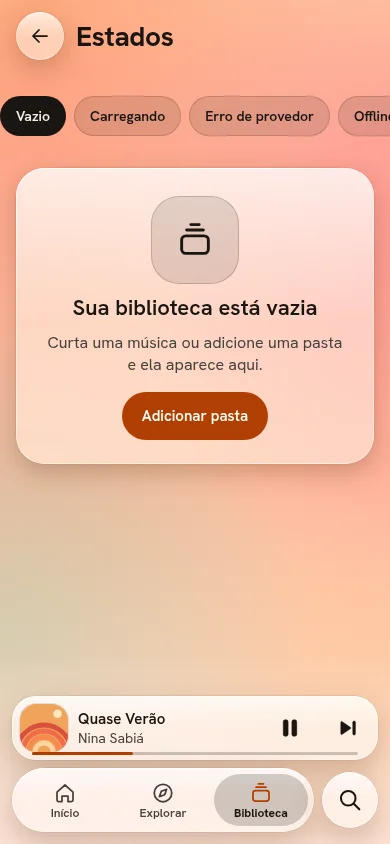 Estados
Vazio
Carregando
Erro de provedor
Sua biblioteca está vazia
Curta uma música ou adicione uma pasta
e ela aparece aqui.
Adicionar pasta
Quase Verão
Nina Sabiá
Início
Explorar
Biblioteca